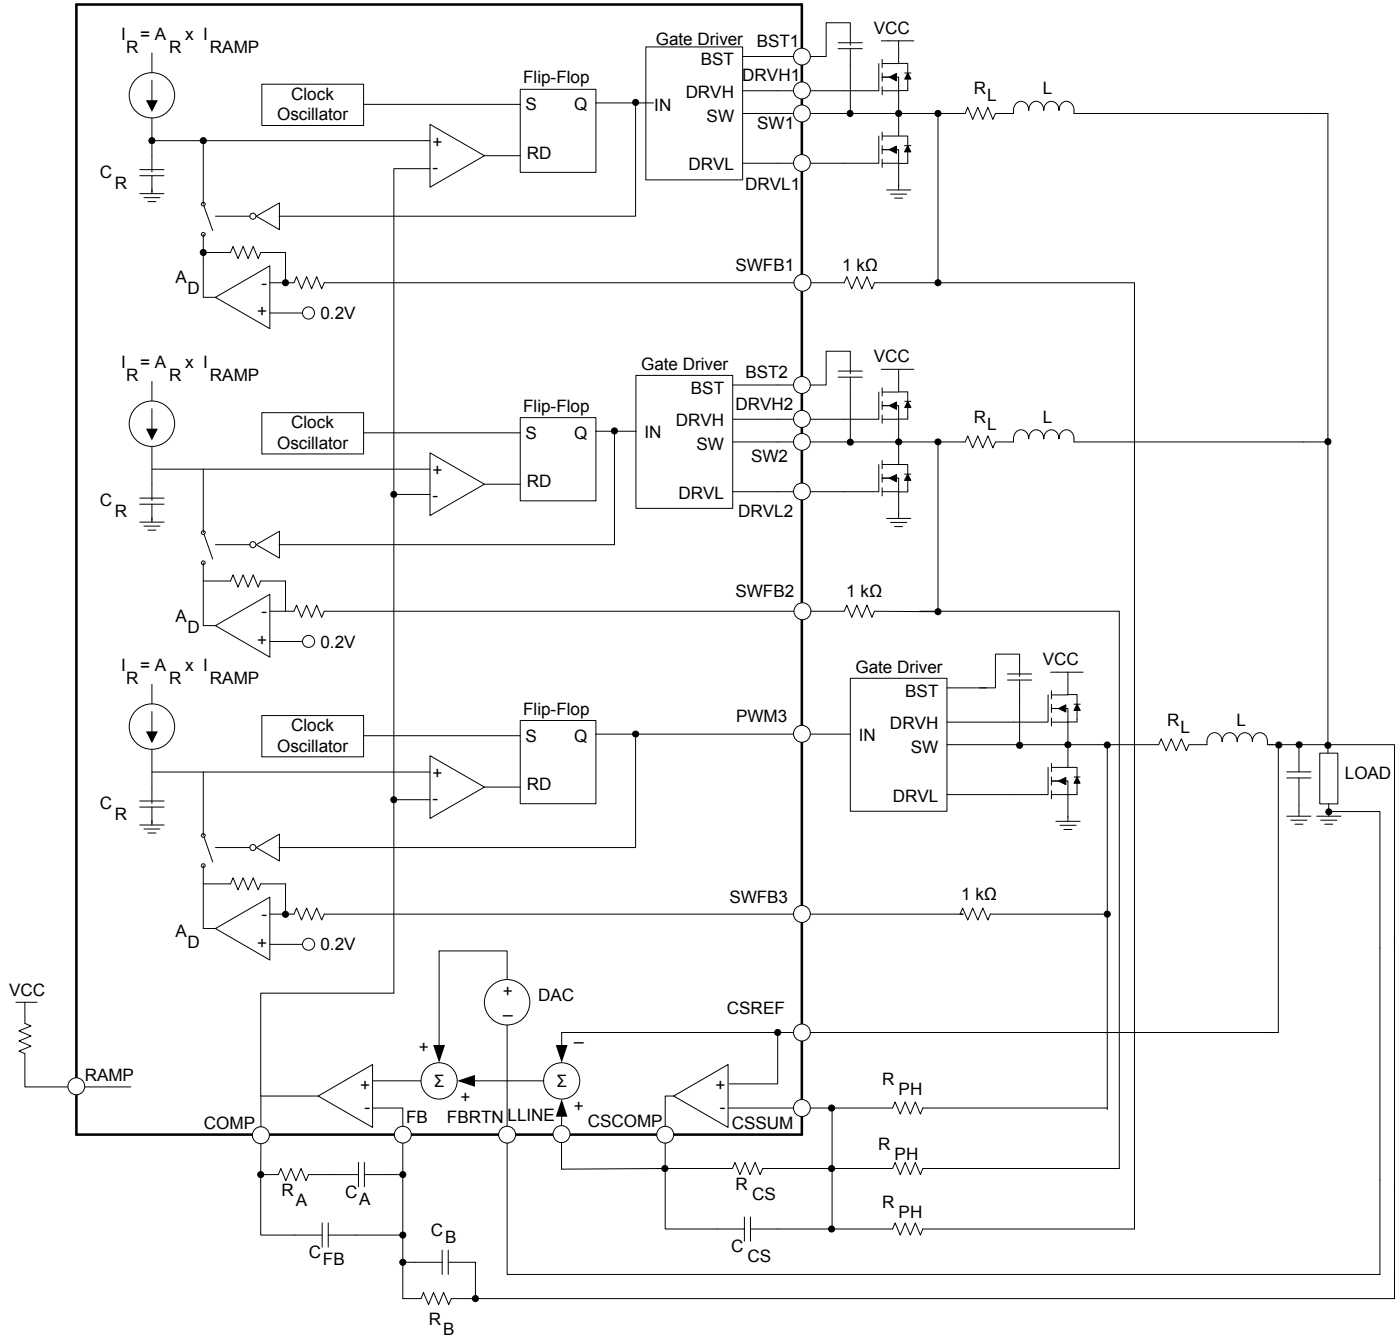 I_R = A_R x I_RAMP
Clock
Oscillator
Flip-Flop
S
Q
RD
Gate Driver
BST
DRVH
SW
DRVL
IN
BST1
DRVH1
SW1
DRVL1
VCC
R_L
L
C_R
+
-
A_D
-
+
0.2V
SWFB1
1 kΩ
I_R = A_R x I_RAMP
Clock
Oscillator
Flip-Flop
S
Q
RD
Gate Driver
BST
DRVH
SW
DRVL
IN
BST2
DRVH2
SW2
DRVL2
VCC
R_L
L
C_R
+
-
A_D
-
+
0.2V
SWFB2
1 kΩ
I_R = A_R x I_RAMP
Clock
Oscillator
Flip-Flop
S
Q
RD
PWM3
Gate Driver
BST
DRVH
SW
DRVL
IN
VCC
R_L
L
LOAD
C_R
+
-
A_D
-
+
0.2V
SWFB3
1 kΩ
VCC
RAMP
+
–
DAC
CSREF
+
Σ
+
–
Σ
+
+
-
+
-
COMP
FB
FBRTN
LLINE
CSCOMP
CSSUM
R_PH
R_PH
R_PH
R_A
C_A
C_FB
C_B
R_B
R_CS
C_CS